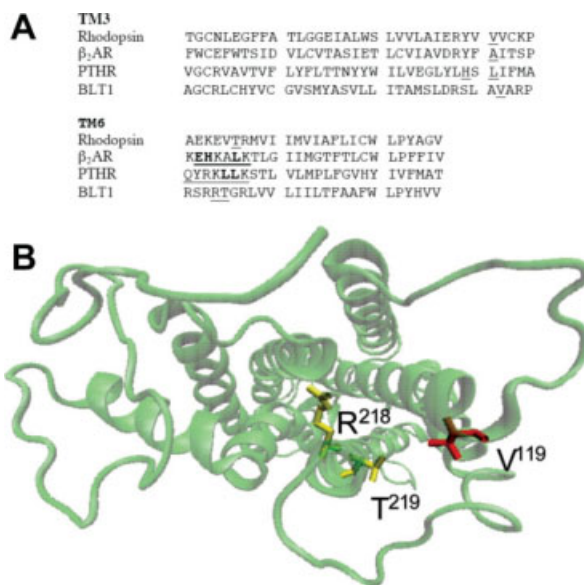 A
TM3
Rhodopsin TGCNLEGFFA TLGGEIALWS LVVLAIERYV VVCKP
β2AR FWCEFWTSID VLCVTASIET LCVIAVDRYF AITSP
PTHR VGCRVAVTVF LYFLTTNYYW ILVEGLYLHS LIFMA
BLT1 AGCRLCHYVC GVSMYASVLL ITAMSLDRSL AVARP
TM6
Rhodopsin AEKEVTRMVI IMVIAFLICW LPYAGV
β2AR KEHKALKTLG IIMGTFTLCW LPFFIV
PTHR QYRKLLKSTL VLMPLFGVHY IVFMAT
BLT1 RSRRTGRLVV LIILTFAAFW LPYHVV
B
R218
V119
T219